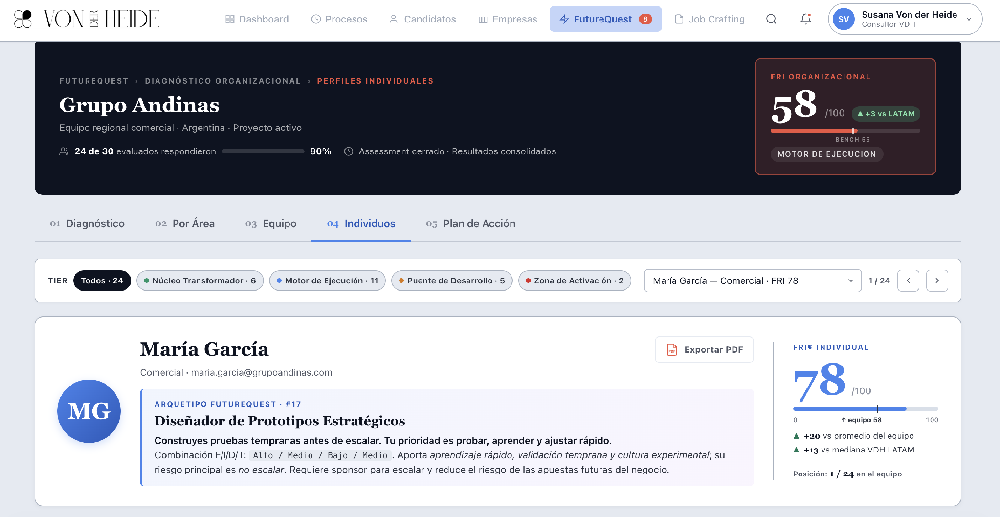 VON DER HEIDE
Dashboard
Procesos
Candidatos
Empresas
FutureQuest 8
Job Crafting
SV
Susana Von der Heide
Consultor VDH
FUTUREQUEST › DIAGNÓSTICO ORGANIZACIONAL › PERFILES INDIVIDUALES
Grupo Andinas
Equipo regional comercial · Argentina · Proyecto activo
24 de 30 evaluados respondieron 80% Assessment cerrado · Resultados consolidados
FRI ORGANIZACIONAL
58 /100 ▲ +3 vs LATAM
BENCH 55
MOTOR DE EJECUCIÓN
01 Diagnóstico
02 Por Área
03 Equipo
04 Individuos
05 Plan de Acción
TIER
Todos · 24
Núcleo Transformador · 6
Motor de Ejecución · 11
Puente de Desarrollo · 5
Zona de Activación · 2
María García — Comercial · FRI 78
1 / 24
MG
María García
Comercial · maria.garcia@grupoandinas.com
PDF Exportar PDF
ARQUETIPO FUTUREQUEST · #17
Diseñador de Prototipos Estratégicos
Construyes pruebas tempranas antes de escalar. Tu prioridad es probar, aprender y ajustar rápido.
Combinación F/I/D/T: Alto / Medio / Bajo / Medio. Aporta aprendizaje rápido, validación temprana y cultura experimental; su
riesgo principal es no escalar. Requiere sponsor para escalar y reduce el riesgo de las apuestas futuras del negocio.
FRI® INDIVIDUAL
78 /100
0 ↑ equipo 58 100
▲ +20 vs promedio del equipo
▲ +13 vs mediana VDH LATAM
Posición: 1 / 24 en el equipo